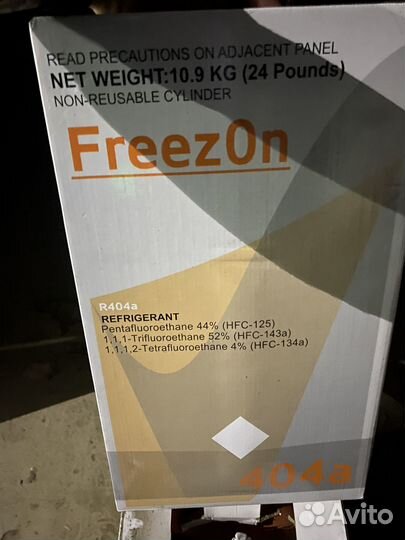 READ PRECAUTIONS ON ADJACENT PANEL
NET WEIGHT:10.9 KG (24 Pounds)
NON-REUSABLE CYLINDER
FreezOn
R404a
REFRIGERANT
Pentafluoroethane 44% (HFC-125)
1,1,1-Trifluoroethane 52% (HFC-143a)
1,1,1,2-Tetrafluoroethane 4% (HFC-134a)
404a
Avito